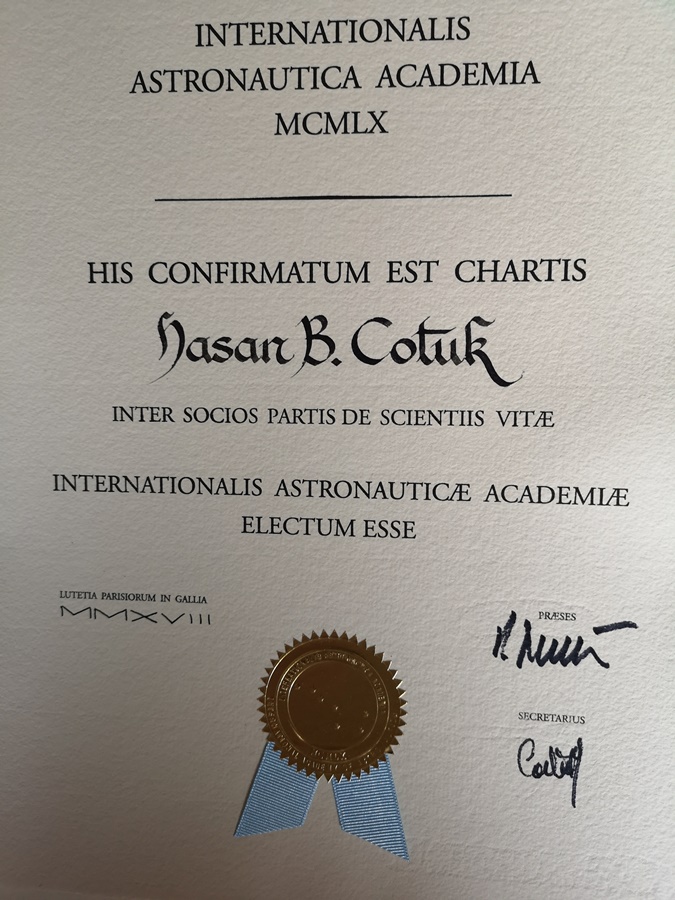 INTERNATIONALIS
ASTRONAUTICA ACADEMIA
MCMLX
HIS CONFIRMATUM EST CHARTIS
Hasan B. Cotuk
INTER SOCIOS PARTIS DE SCIENTIIS VITÆ
INTERNATIONALIS ASTRONAUTICÆ ACADEMIÆ
ELECTUM ESSE
LUTETIA PARISIORUM IN GALLIA
MMXVIII
PRÆSES
SECRETARIUS